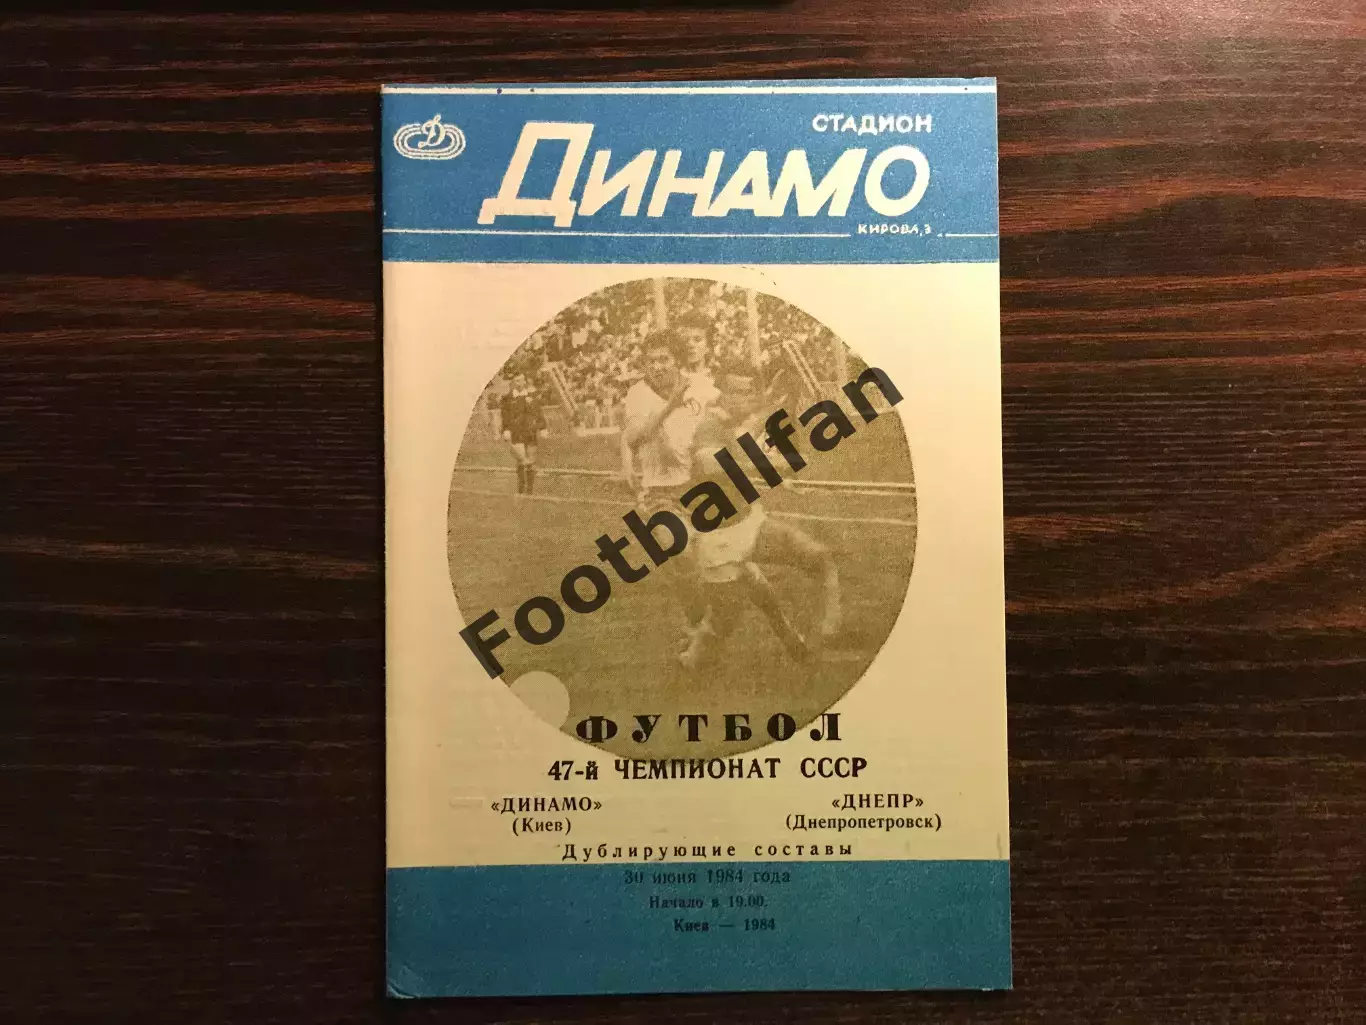 СТАДИОН
ДИНАМО
КИРОВА, 3
Footballfan
ФУТБОЛ
47-й ЧЕМПИОНАТ СССР
«ДИНАМО» «ДНЕПР»
(Киев) (Днепропетровск)
Дублирующие составы
30 июня 1984 года
Начало в 19.00.
Киев — 1984